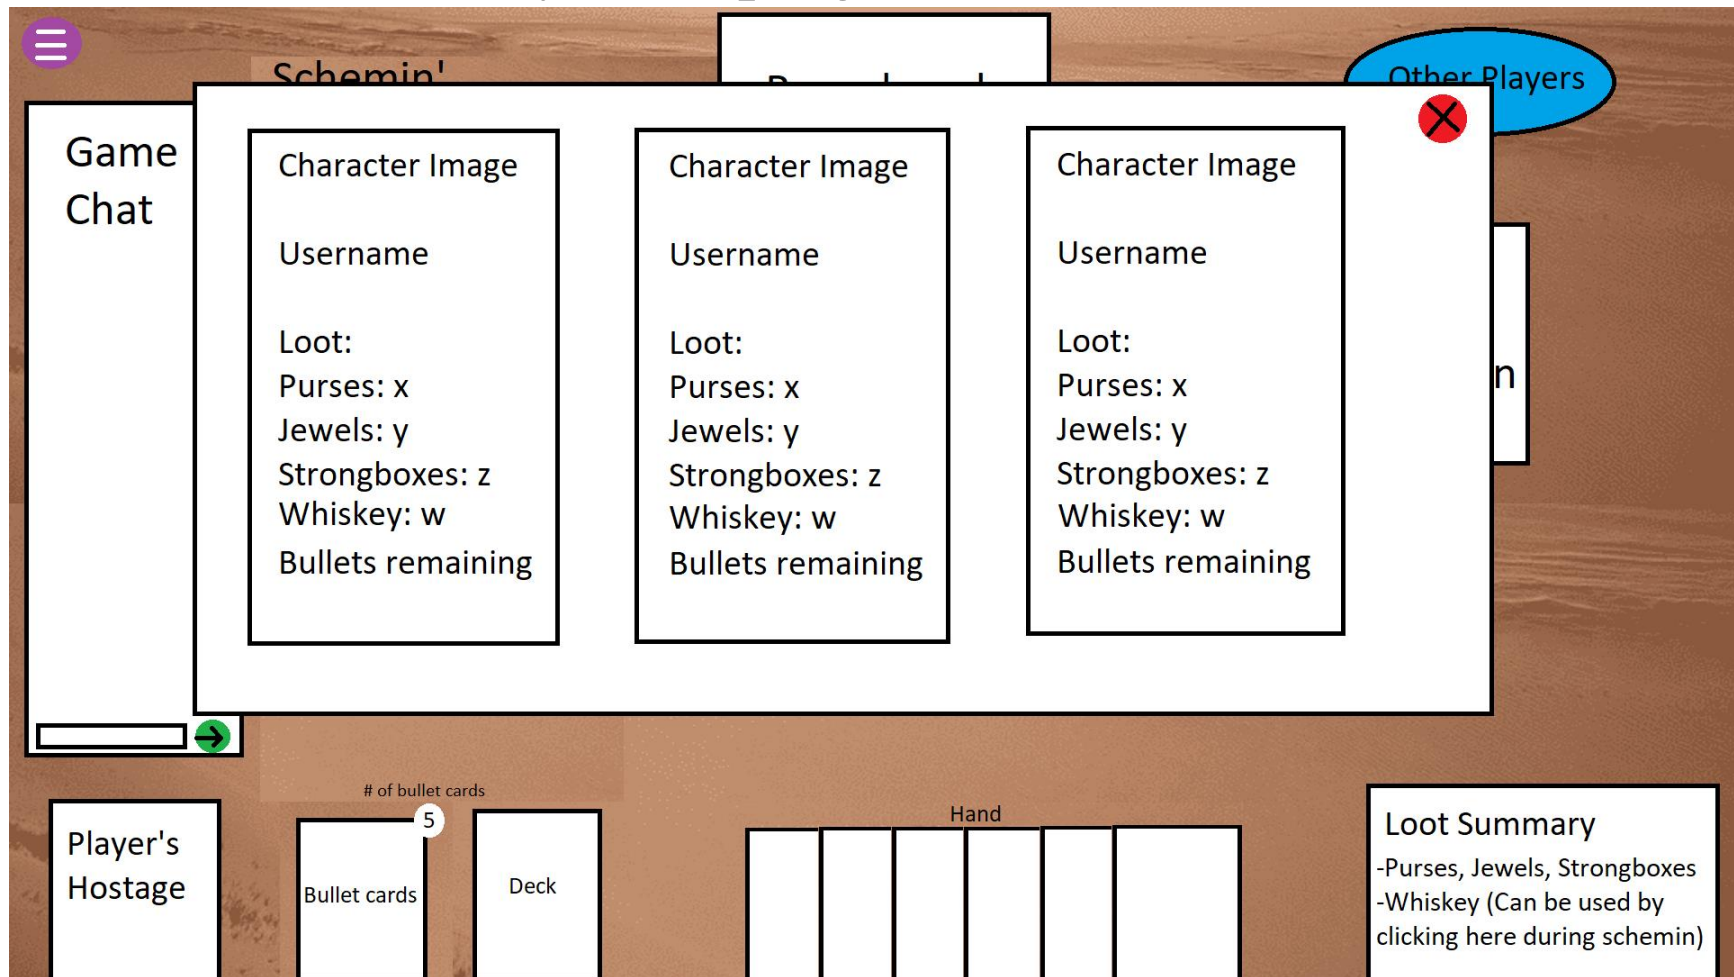 Schemin'
Other Players
Game
Chat
Character Image
Username
Loot:
Purses: x
Jewels: y
Strongboxes: z
Whiskey: w
Bullets remaining
Character Image
Username
Loot:
Purses: x
Jewels: y
Strongboxes: z
Whiskey: w
Bullets remaining
Character Image
Username
Loot:
Purses: x
Jewels: y
Strongboxes: z
Whiskey: w
Bullets remaining
n
Player's
Hostage
# of bullet cards
5
Bullet cards
Deck
Hand
Loot Summary
-Purses, Jewels, Strongboxes
-Whiskey (Can be used by
clicking here during schemin)